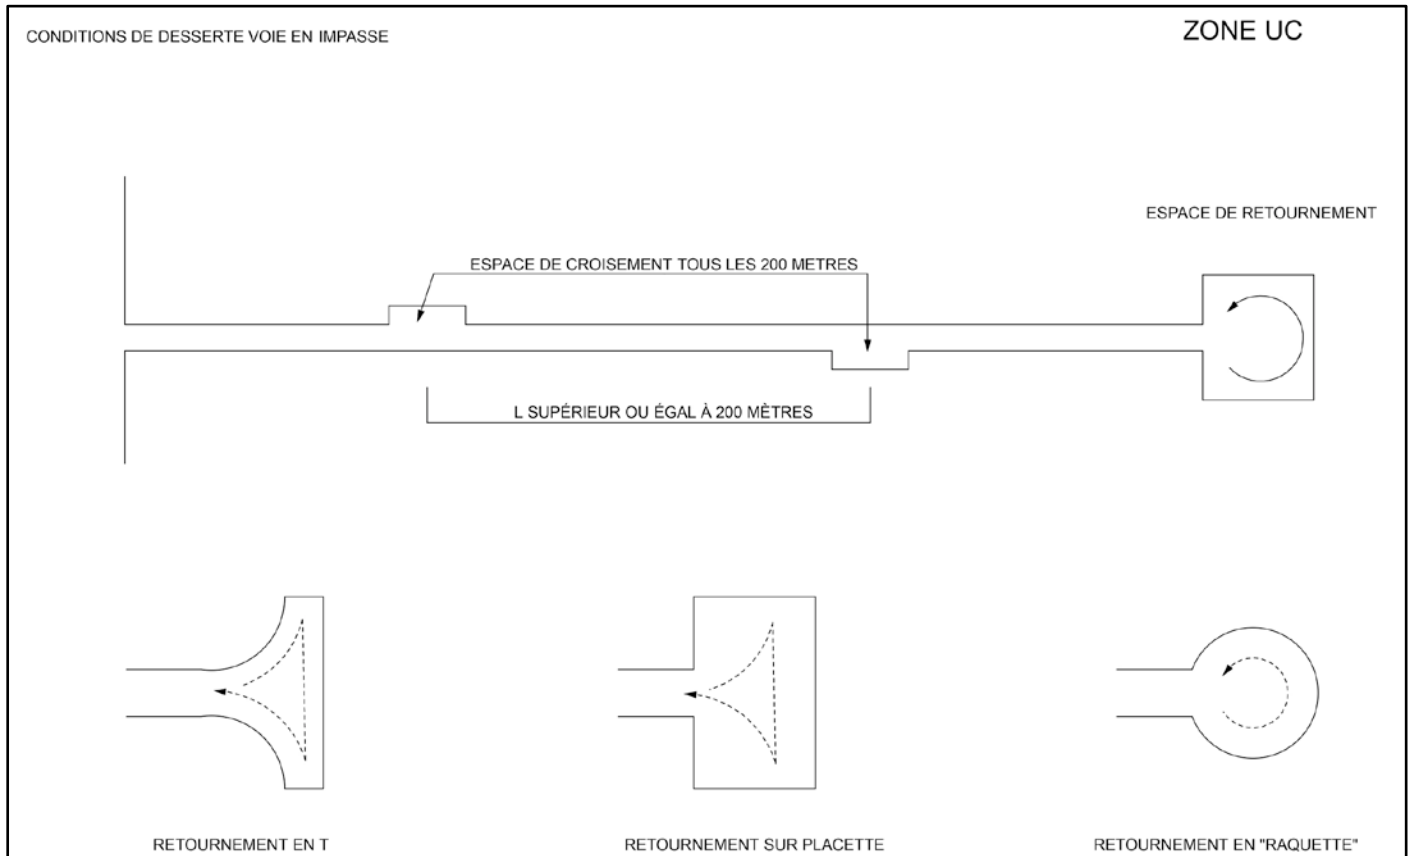 CONDITIONS DE DESSERTE VOIE EN IMPASSE
ZONE UC
ESPACE DE RETOURNEMENT
ESPACE DE CROISEMENT TOUS LES 200 METRES
L SUPÉRIEUR OU ÉGAL À 200 MÈTRES
RETOURNEMENT EN T
RETOURNEMENT SUR PLACETTE
RETOURNEMENT EN "RAQUETTE"